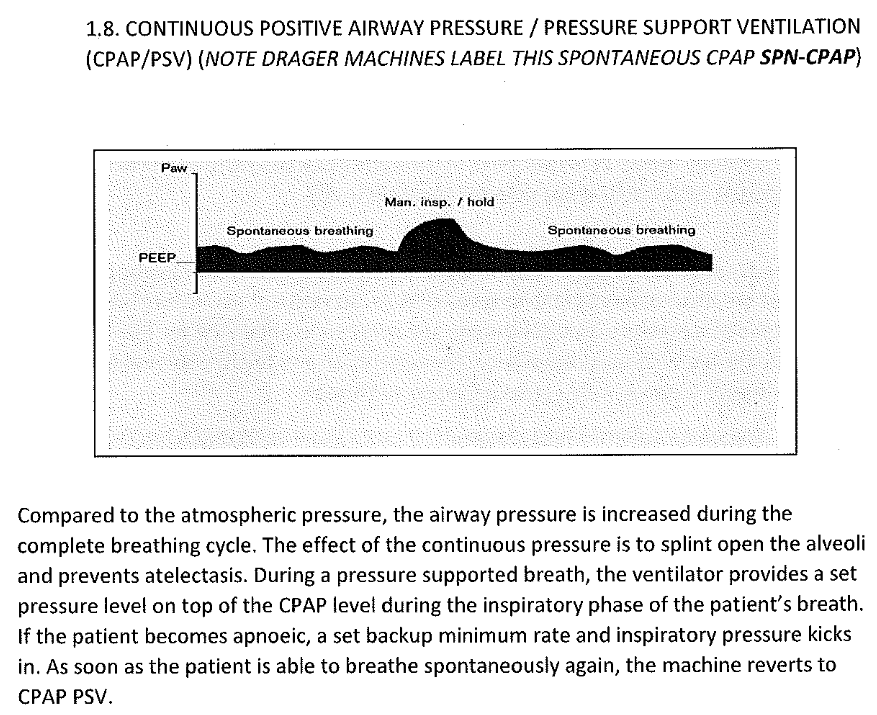 1.8. CONTINUOUS POSITIVE AIRWAY PRESSURE / PRESSURE SUPPORT VENTILATION
(CPAP/PSV) (NOTE DRAGER MACHINES LABEL THIS SPONTANEOUS CPAP SPN-CPAP)
Paw
Man. insp. / hold
Spontaneous breathing
Spontaneous breathing
PEEP
Compared to the atmospheric pressure, the airway pressure is increased during the
complete breathing cycle. The effect of the continuous pressure is to splint open the alveoli
and prevents atelectasis. During a pressure supported breath, the ventilator provides a set
pressure level on top of the CPAP level during the inspiratory phase of the patient's breath.
If the patient becomes apnoeic, a set backup minimum rate and inspiratory pressure kicks
in. As soon as the patient is able to breathe spontaneously again, the machine reverts to
CPAP PSV.